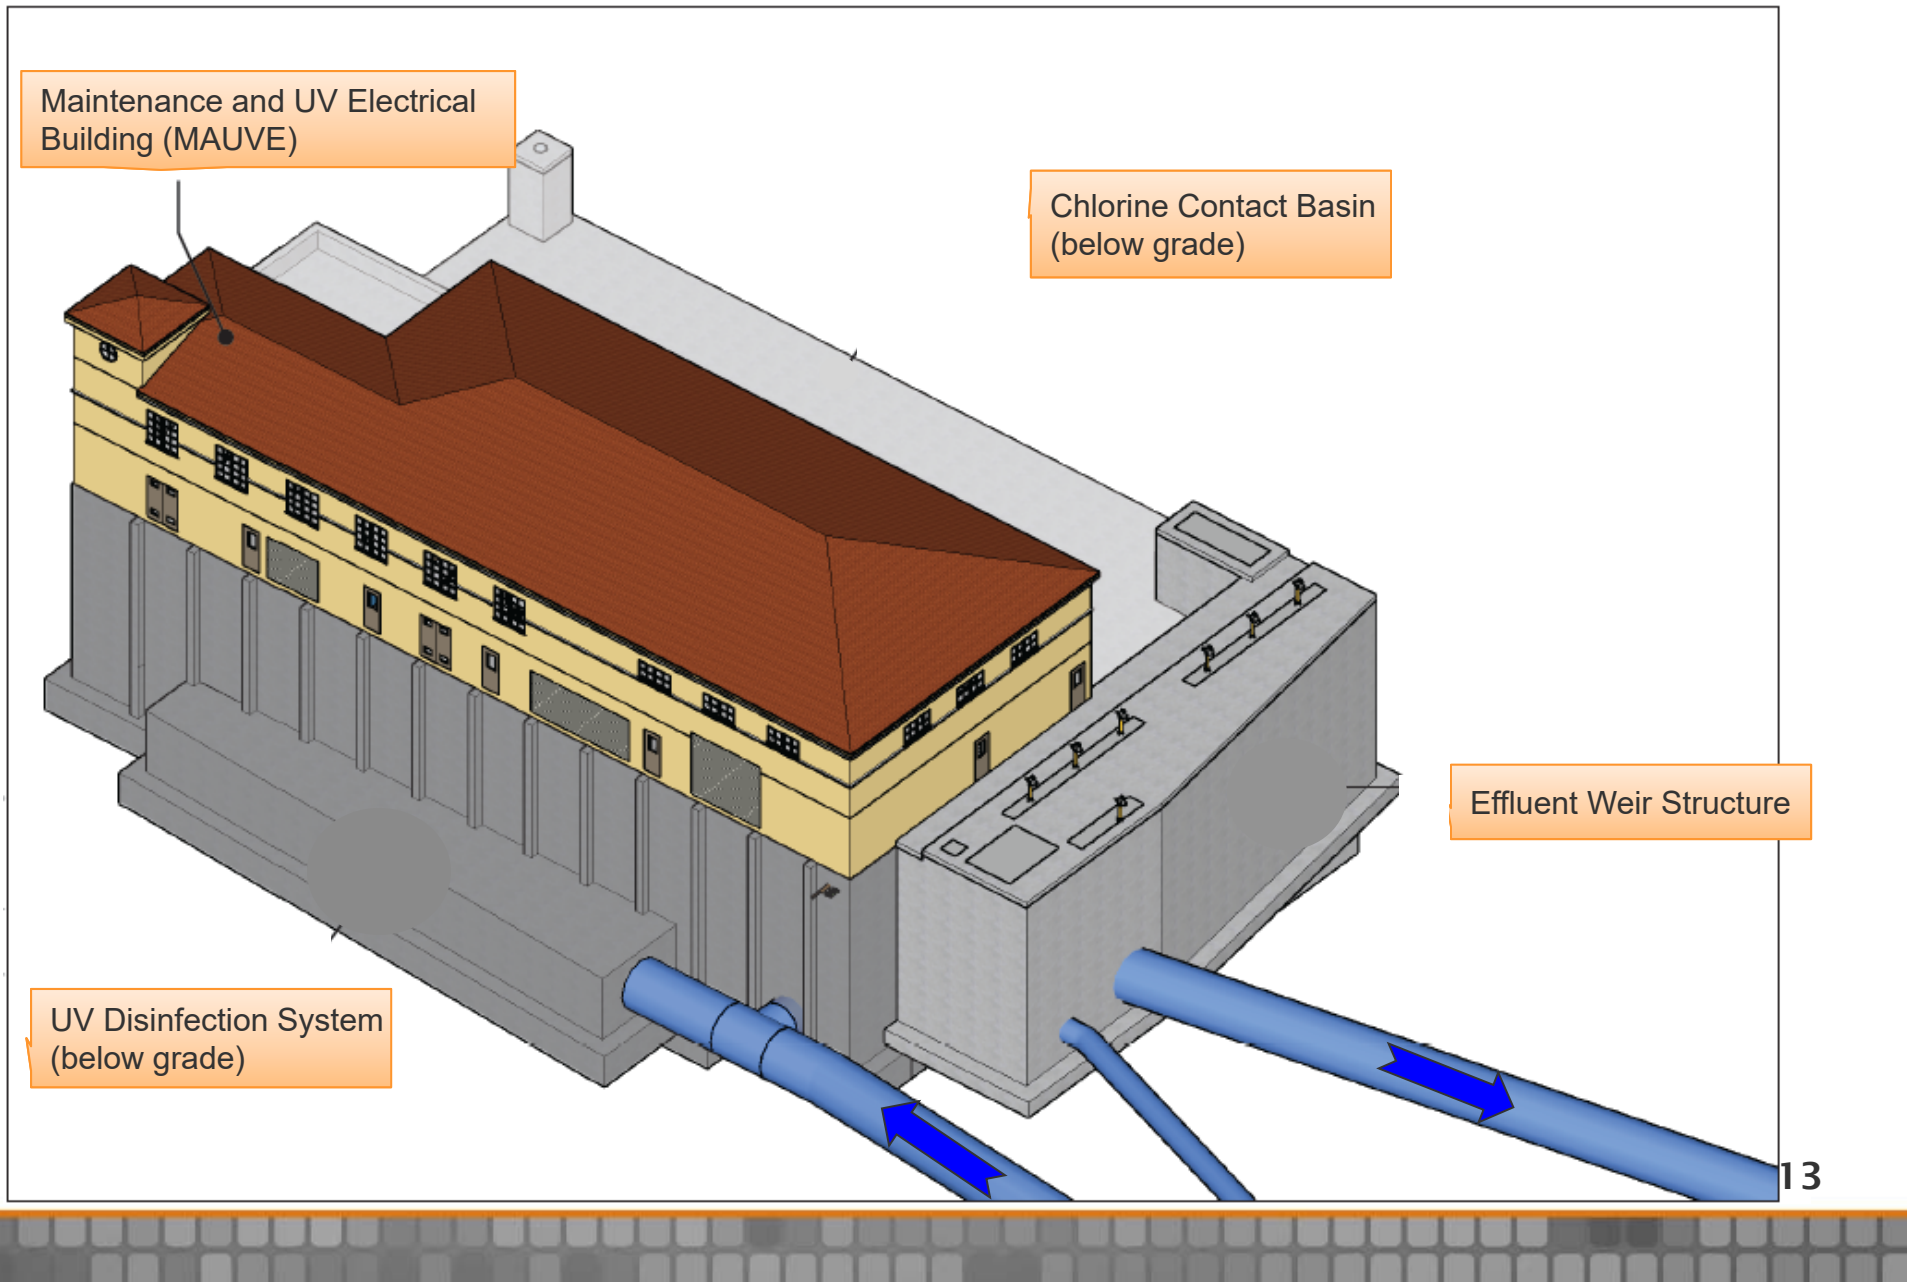 Maintenance and UV Electrical
Building (MAUVE)
Chlorine Contact Basin
(below grade)
Effluent Weir Structure
UV Disinfection System
(below grade)
13